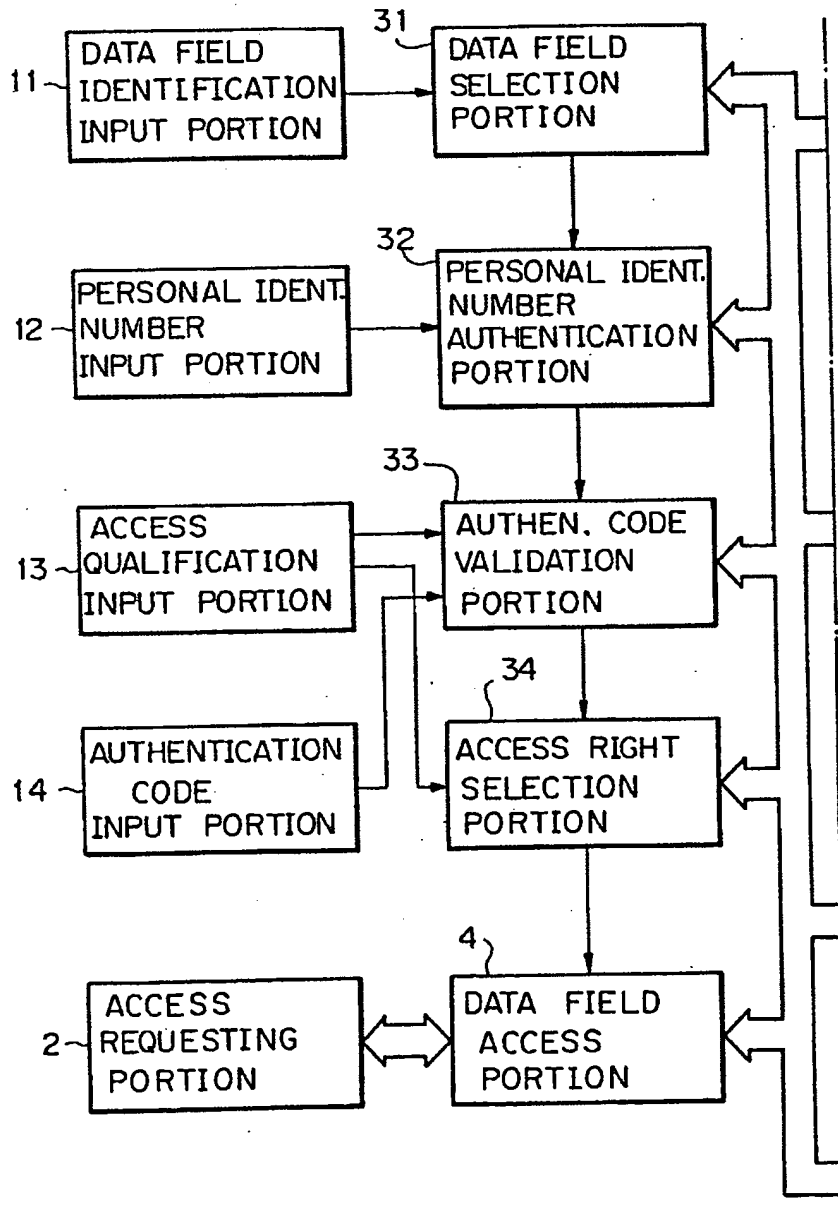 31
11
DATA FIELD
IDENTIFICATION
INPUT PORTION
DATA FIELD
SELECTION
PORTION
32
12
PERSONAL IDENT.
NUMBER
INPUT PORTION
PERSONAL IDENT.
NUMBER
AUTHENTICATION
PORTION
33
13
ACCESS
QUALIFICATION
INPUT PORTION
AUTHEN. CODE
VALIDATION
PORTION
34
14
AUTHENTICATION
CODE
INPUT PORTION
ACCESS RIGHT
SELECTION
PORTION
4
2
ACCESS
REQUESTING
PORTION
DATA FIELD
ACCESS
PORTION